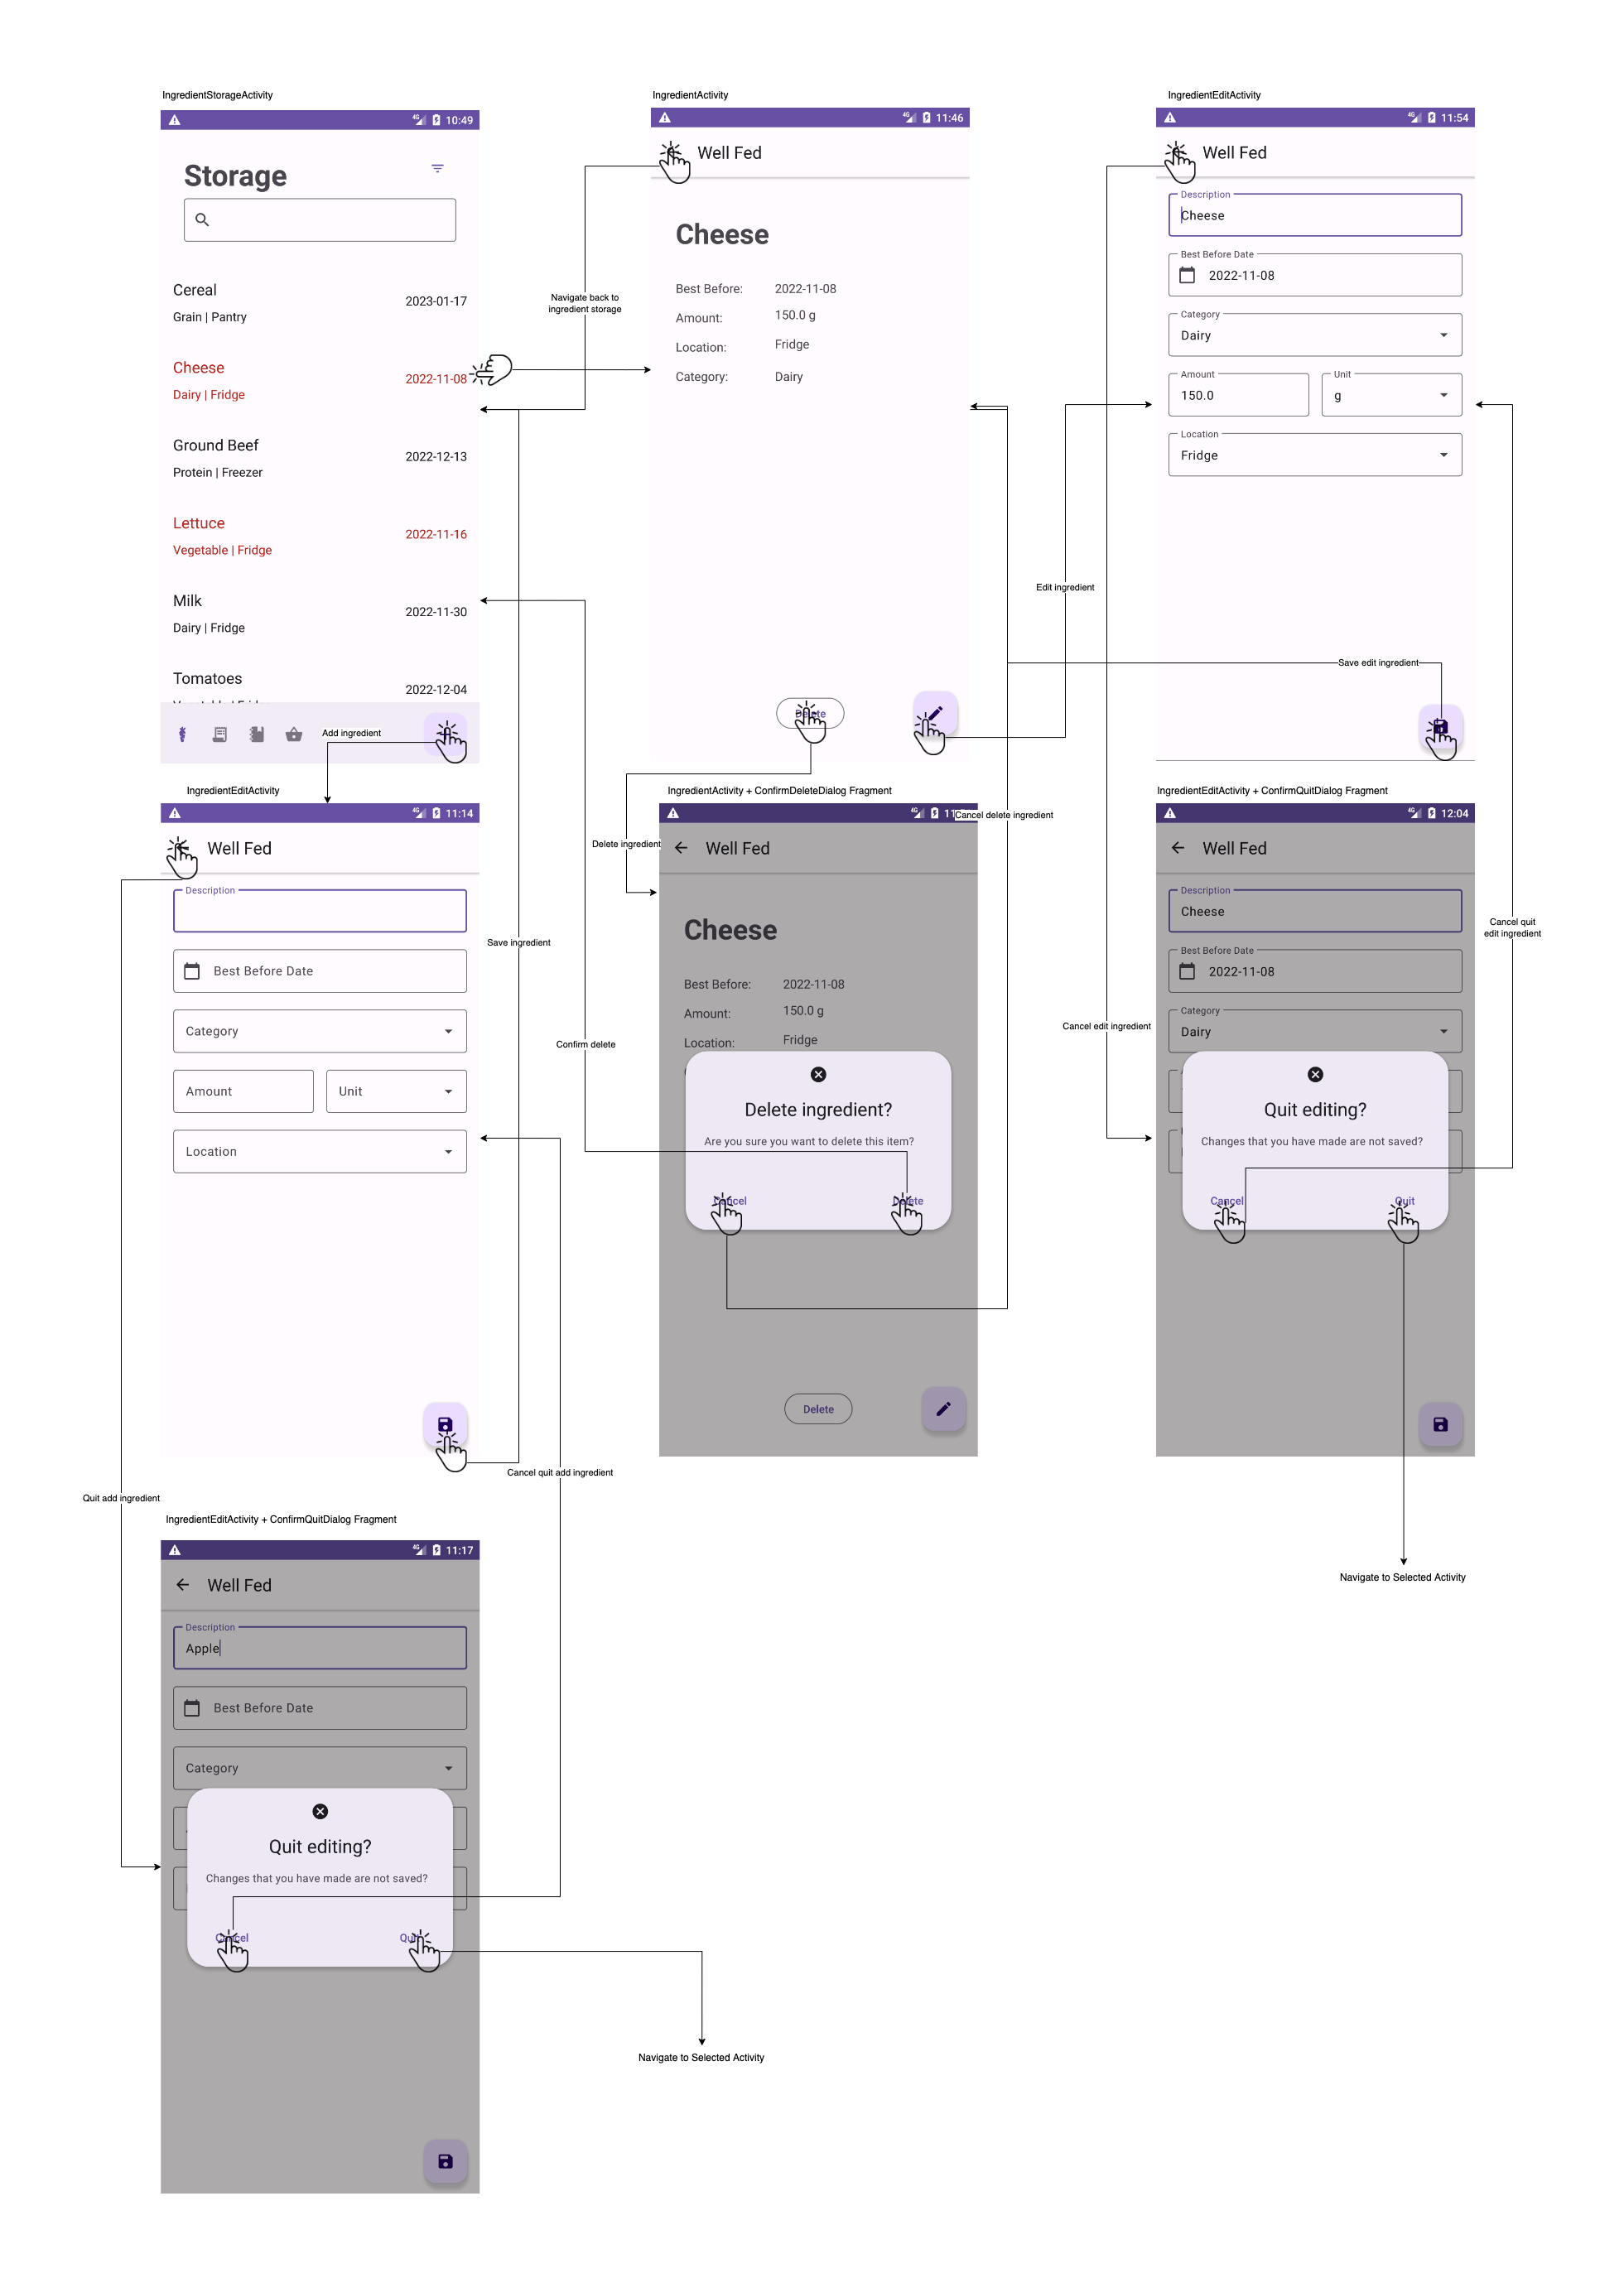 IngredientStorageActivity
4G 10:49
Storage
Cereal
2023-01-17
Grain | Pantry
Cheese
2022-11-08
Dairy | Fridge
Ground Beef
2022-12-13
Protein | Freezer
Lettuce
2022-11-16
Vegetable | Fridge
Milk
2022-11-30
Dairy | Fridge
Tomatoes
2022-12-04
Add ingredient
Navigate back to
ingredient storage
IngredientActivity
4G 11:46
Well Fed
Cheese
Best Before: 2022-11-08
Amount: 150.0 g
Location: Fridge
Category: Dairy
Delete
Edit ingredient
IngredientEditActivity
4G 11:54
Well Fed
Description
Cheese
Best Before Date
2022-11-08
Category
Dairy
Amount
150.0
Unit
g
Location
Fridge
Save edit ingredient
IngredientEditActivity
4G 11:14
Well Fed
Description
Best Before Date
Category
Amount
Unit
Location
Save ingredient
Confirm delete
Delete ingredient
IngredientActivity + ConfirmDeleteDialog Fragment
4G
Cancel delete ingredient
Well Fed
Cheese
Best Before: 2022-11-08
Amount: 150.0 g
Location: Fridge
Delete ingredient?
Are you sure you want to delete this item?
Cancel
Delete
Delete
Cancel edit ingredient
IngredientEditActivity + ConfirmQuitDialog Fragment
4G 12:04
Well Fed
Description
Cheese
Best Before Date
2022-11-08
Category
Dairy
Quit editing?
Changes that you have made are not saved?
Cancel
Quit
Cancel quit
edit ingredient
Navigate to Selected Activity
Cancel quit add ingredient
Quit add ingredient
IngredientEditActivity + ConfirmQuitDialog Fragment
4G 11:17
Well Fed
Description
Apple
Best Before Date
Category
Quit editing?
Changes that you have made are not saved?
Cancel
Quit
Navigate to Selected Activity